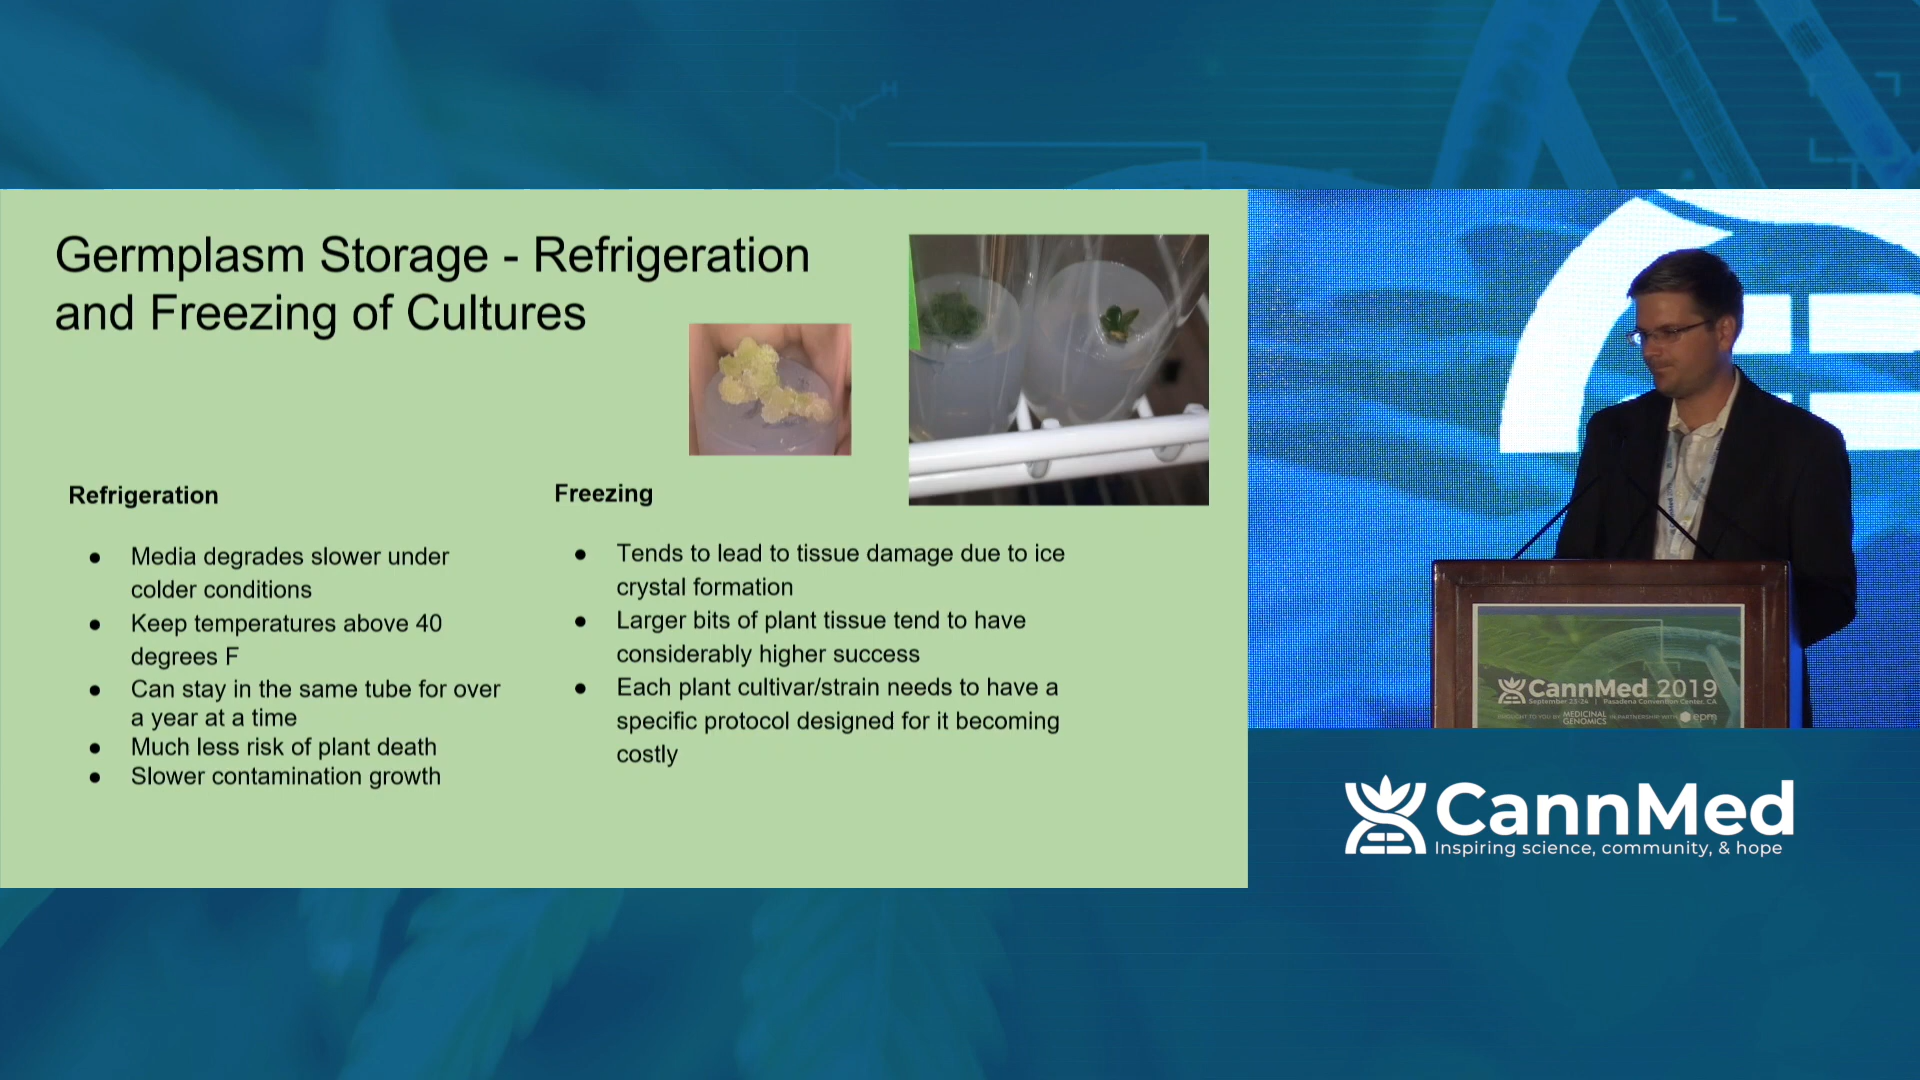 Germplasm Storage - Refrigeration
and Freezing of Cultures
Refrigeration
● Media degrades slower under
colder conditions
● Keep temperatures above 40
degrees F
● Can stay in the same tube for over
a year at a time
● Much less risk of plant death
● Slower contamination growth
Freezing
● Tends to lead to tissue damage due to ice
crystal formation
● Larger bits of plant tissue tend to have
considerably higher success
● Each plant cultivar/strain needs to have a
specific protocol designed for it becoming
costly
N
H
CannMed 2019
September 23-24 | Pasadena Convention Center, CA
BROUGHT TO YOU BY MEDICINAL GENOMICS IN PARTNERSHIP WITH epm
CannMed
Inspiring science, community, & hope